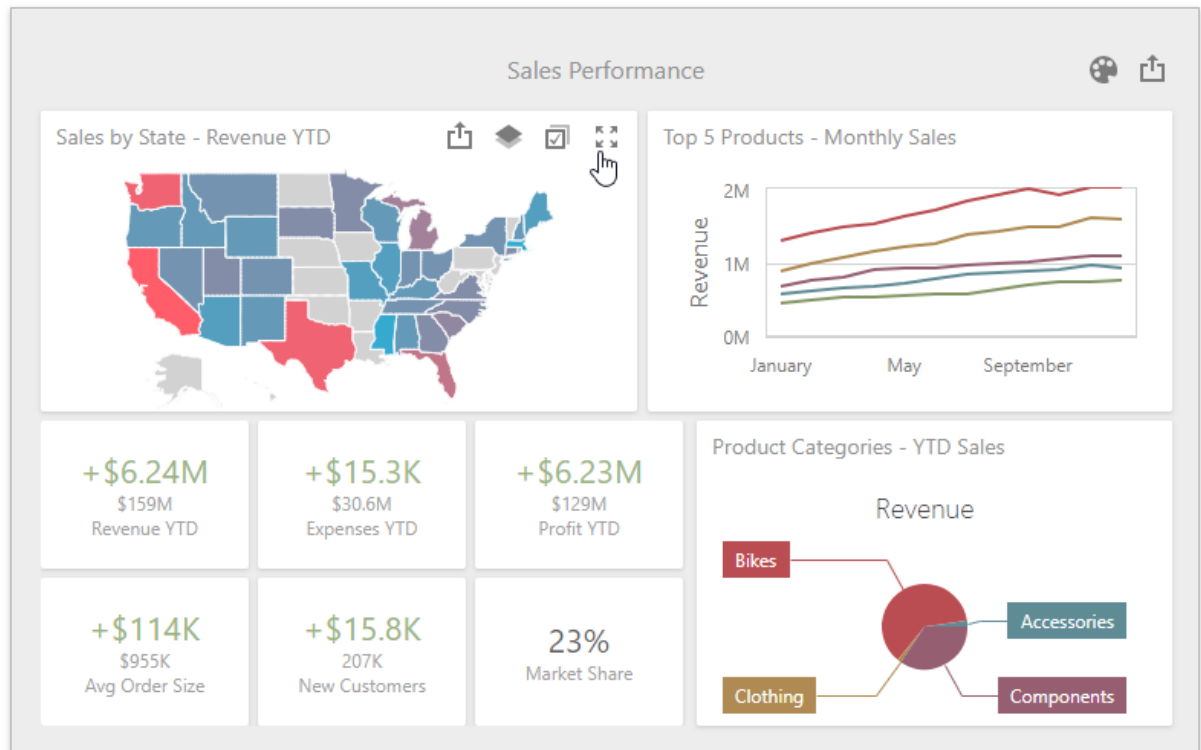 Sales Performance
Sales by State - Revenue YTD
Top 5 Products - Monthly Sales
2M
1M
0M
Revenue
January
May
September
+$6.24M
$159M
Revenue YTD
+$15.3K
$30.6M
Expenses YTD
+$6.23M
$129M
Profit YTD
+$114K
$955K
Avg Order Size
+$15.8K
207K
New Customers
23%
Market Share
Product Categories - YTD Sales
Revenue
Bikes
Accessories
Clothing
Components